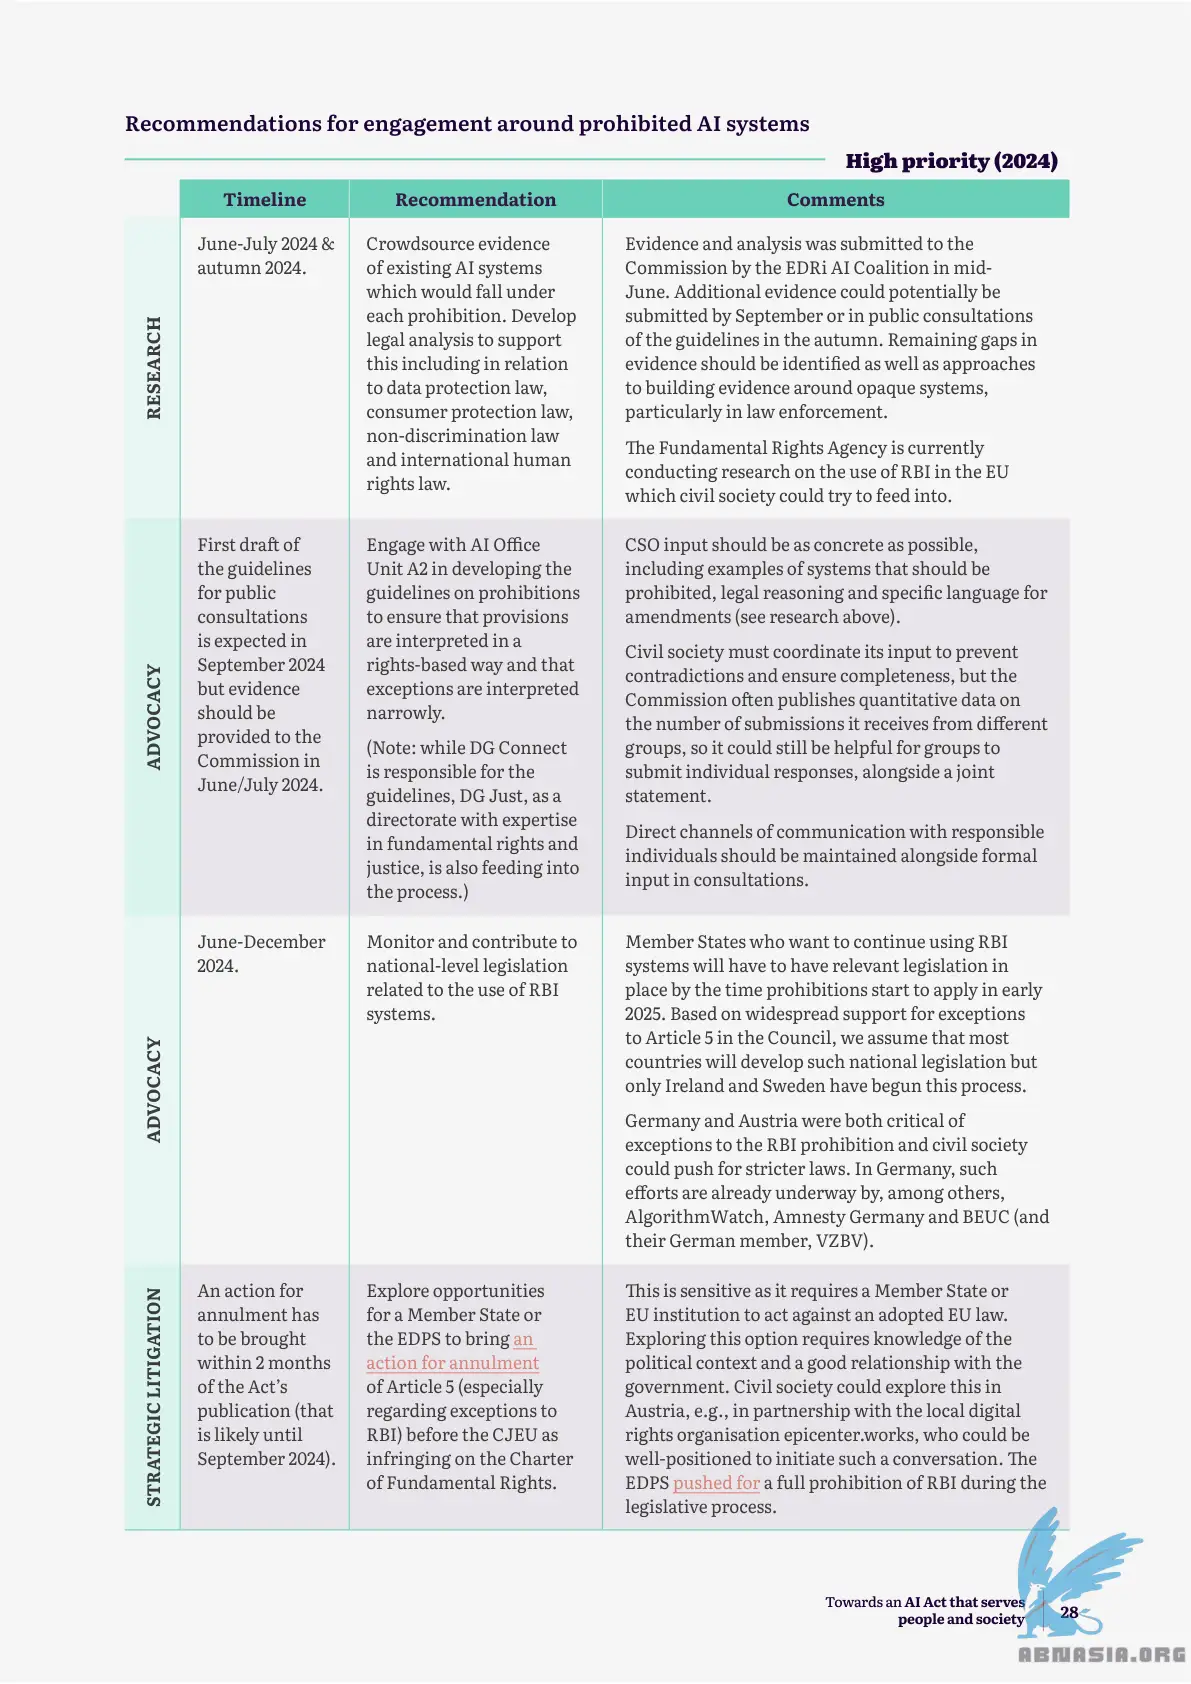 Recommendations for engagement around prohibited AI systems
High priority (2024)
Timeline
Recommendation
Comments
RESEARCH
June-July 2024 &
autumn 2024.
Crowdsource evidence
of existing AI systems
which would fall under
each prohibition. Develop
legal analysis to support
this including in relation
to data protection law,
consumer protection law,
non-discrimination law
and international human
rights law.
Evidence and analysis was submitted to the
Commission by the EDRi AI Coalition in mid-
June. Additional evidence could potentially be
submitted by September or in public consultations
of the guidelines in the autumn. Remaining gaps in
evidence should be identified as well as approaches
to building evidence around opaque systems,
particularly in law enforcement.
The Fundamental Rights Agency is currently
conducting research on the use of RBI in the EU
which civil society could try to feed into.
ADVOCACY
First draft of
the guidelines
for public
consultations
is expected in
September 2024
but evidence
should be
provided to the
Commission in
June/July 2024.
Engage with AI Office
Unit A2 in developing the
guidelines on prohibitions
to ensure that provisions
are interpreted in a
rights-based way and that
exceptions are interpreted
narrowly.
(Note: while DG Connect
is responsible for the
guidelines, DG Just, as a
directorate with expertise
in fundamental rights and
justice, is also feeding into
the process.)
CSO input should be as concrete as possible,
including examples of systems that should be
prohibited, legal reasoning and specific language for
amendments (see research above).
Civil society must coordinate its input to prevent
contradictions and ensure completeness, but the
Commission often publishes quantitative data on
the number of submissions it receives from different
groups, so it could still be helpful for groups to
submit individual responses, alongside a joint
statement.
Direct channels of communication with responsible
individuals should be maintained alongside formal
input in consultations.
ADVOCACY
June-December
2024.
Monitor and contribute to
national-level legislation
related to the use of RBI
systems.
Member States who want to continue using RBI
systems will have to have relevant legislation in
place by the time prohibitions start to apply in early
2025. Based on widespread support for exceptions
to Article 5 in the Council, we assume that most
countries will develop such national legislation but
only Ireland and Sweden have begun this process.
Germany and Austria were both critical of
exceptions to the RBI prohibition and civil society
could push for stricter laws. In Germany, such
efforts are already underway by, among others,
AlgorithmWatch, Amnesty Germany and BEUC (and
their German member, VZBV).
STRATEGIC LITIGATION
An action for
annulment has
to be brought
within 2 months
of the Act's
publication (that
is likely until
September 2024).
Explore opportunities
for a Member State or
the EDPS to bring an
action for annulment
of Article 5 (especially
regarding exceptions to
RBI) before the CJEU as
infringing on the Charter
of Fundamental Rights.
This is sensitive as it requires a Member State or
EU institution to act against an adopted EU law.
Exploring this option requires knowledge of the
political context and a good relationship with the
government. Civil society could explore this in
Austria, e.g., in partnership with the local digital
rights organisation epicenter.works, who could be
well-positioned to initiate such a conversation. The
EDPS pushed for a full prohibition of RBI during the
legislative process.
Towards an AI Act that serves
people and society
28
ABNASIA.ORG